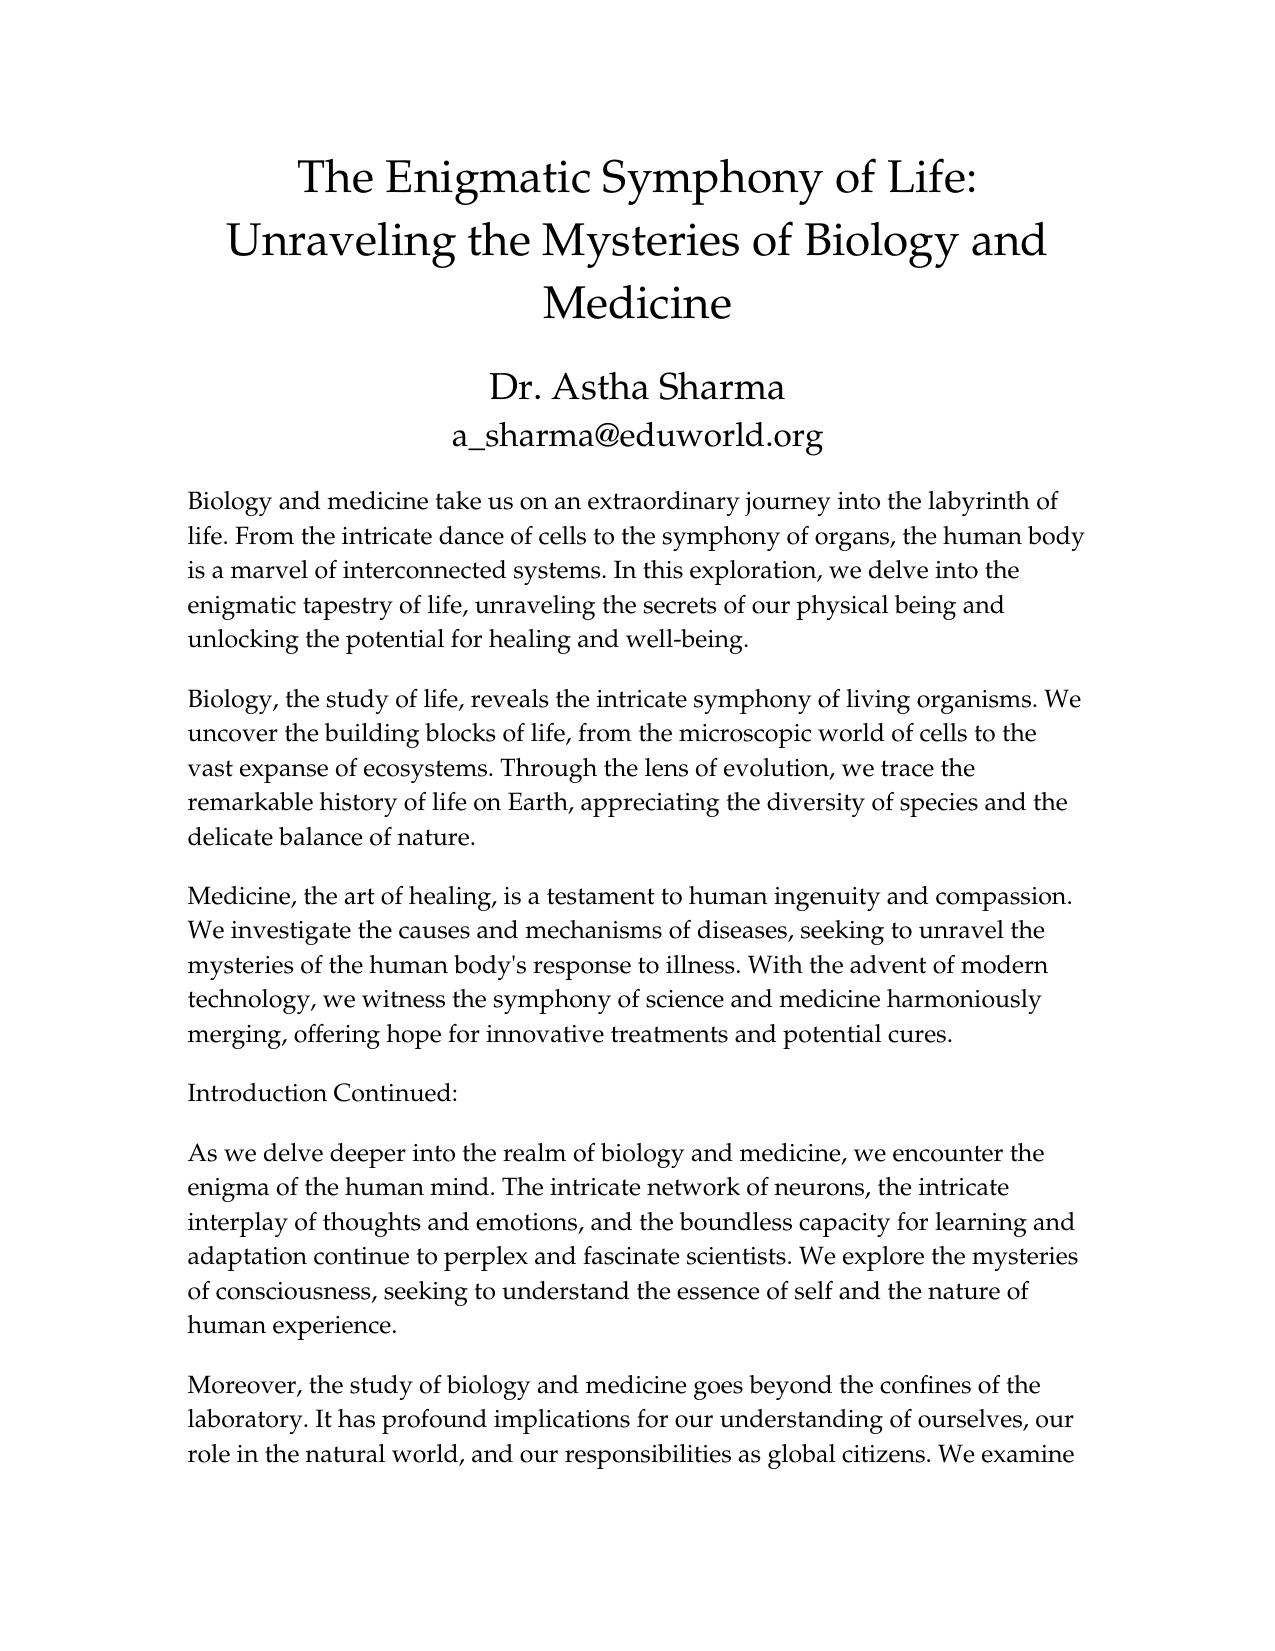 The Enigmatic Symphony of Life:
Unraveling the Mysteries of Biology and
Medicine
Dr. Astha Sharma
a_sharma@eduworld.org
Biology and medicine take us on an extraordinary journey into the labyrinth of
life. From the intricate dance of cells to the symphony of organs, the human body
is a marvel of interconnected systems. In this exploration, we delve into the
enigmatic tapestry of life, unraveling the secrets of our physical being and
unlocking the potential for healing and well-being.
Biology, the study of life, reveals the intricate symphony of living organisms. We
uncover the building blocks of life, from the microscopic world of cells to the
vast expanse of ecosystems. Through the lens of evolution, we trace the
remarkable history of life on Earth, appreciating the diversity of species and the
delicate balance of nature.
Medicine, the art of healing, is a testament to human ingenuity and compassion.
We investigate the causes and mechanisms of diseases, seeking to unravel the
mysteries of the human body's response to illness. With the advent of modern
technology, we witness the symphony of science and medicine harmoniously
merging, offering hope for innovative treatments and potential cures.
Introduction Continued:
As we delve deeper into the realm of biology and medicine, we encounter the
enigma of the human mind. The intricate network of neurons, the intricate
interplay of thoughts and emotions, and the boundless capacity for learning and
adaptation continue to perplex and fascinate scientists. We explore the mysteries
of consciousness, seeking to understand the essence of self and the nature of
human experience.
Moreover, the study of biology and medicine goes beyond the confines of the
laboratory. It has profound implications for our understanding of ourselves, our
role in the natural world, and our responsibilities as global citizens. We examine